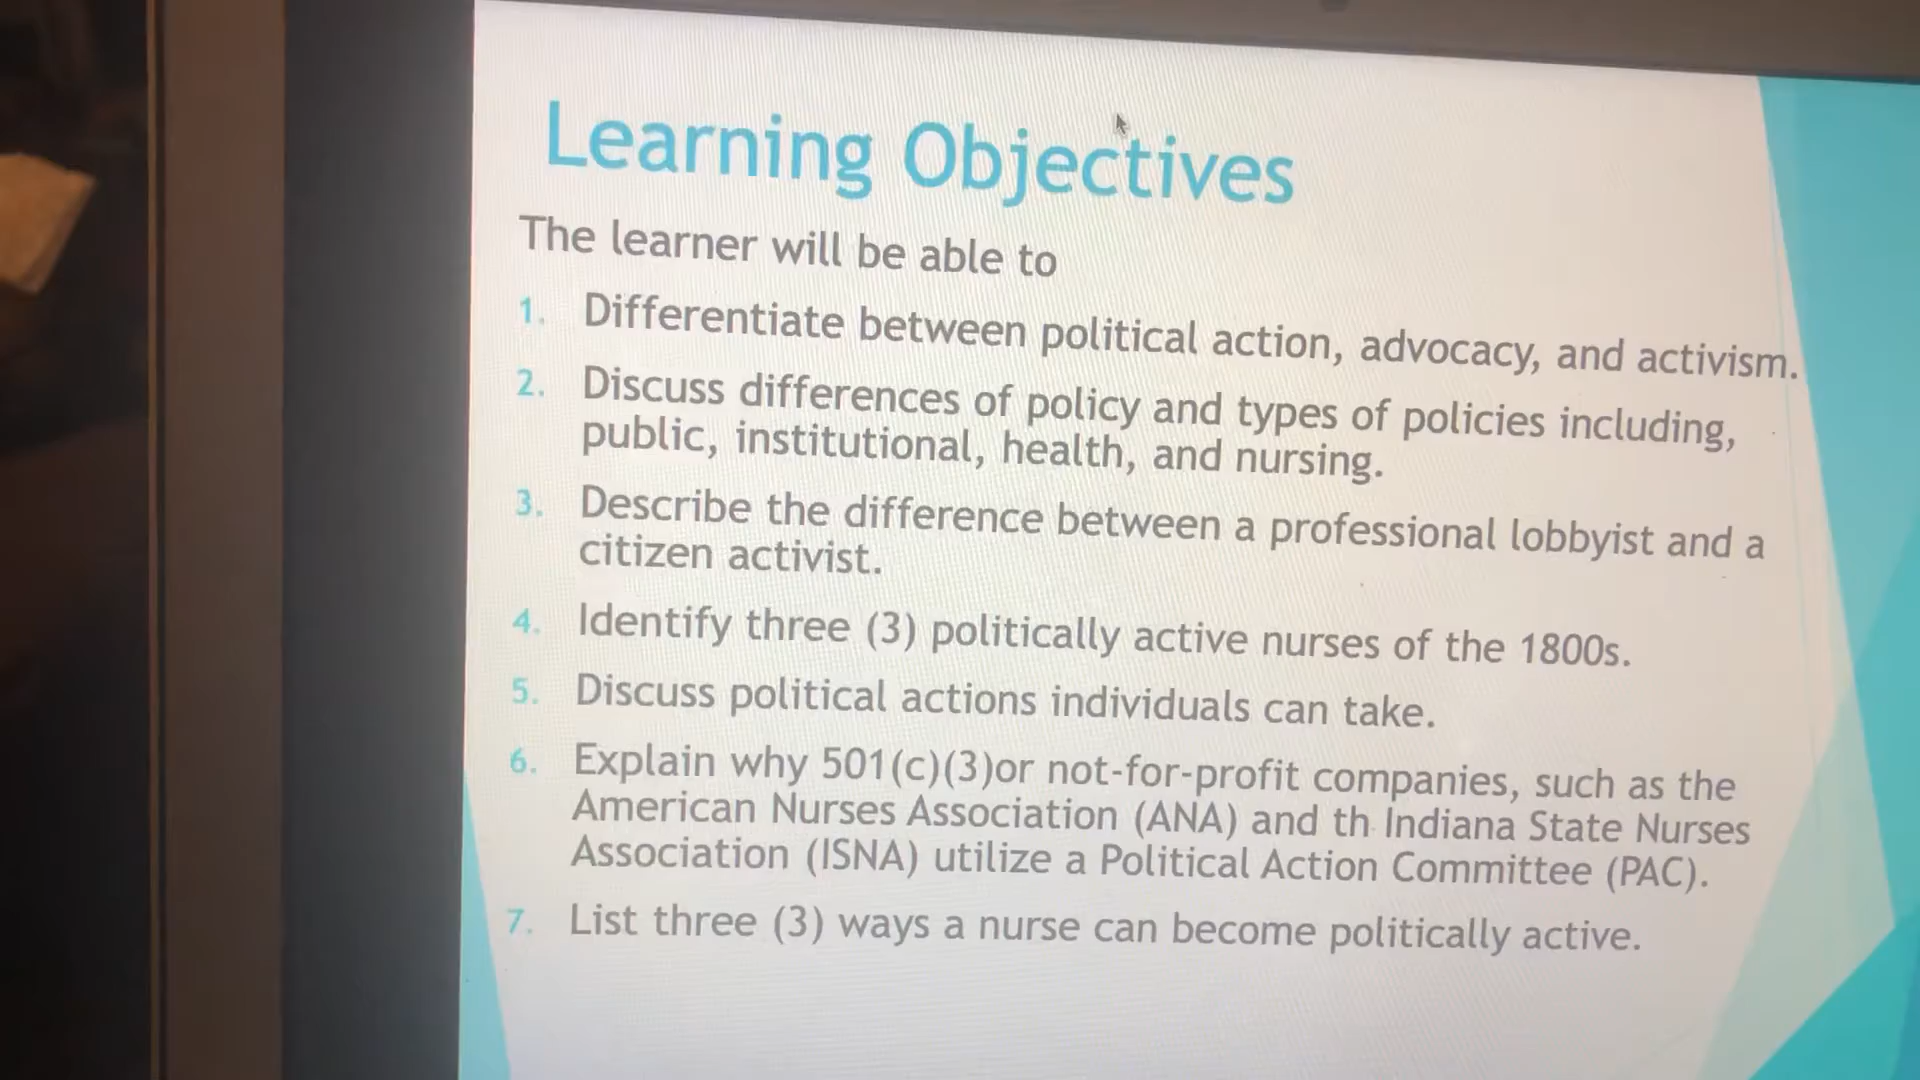 Learning Objectives
The learner will be able to
1. Differentiate between political action, advocacy, and activism.
2. Discuss differences of policy and types of policies including,
public, institutional, health, and nursing.
3. Describe the difference between a professional lobbyist and a
citizen activist.
4. Identify three (3) politically active nurses of the 1800s.
5. Discuss political actions individuals can take.
6. Explain why 501(c)(3)or not-for-profit companies, such as the
American Nurses Association (ANA) and th Indiana State Nurses
Association (ISNA) utilize a Political Action Committee (PAC).
7. List three (3) ways a nurse can become politically active.